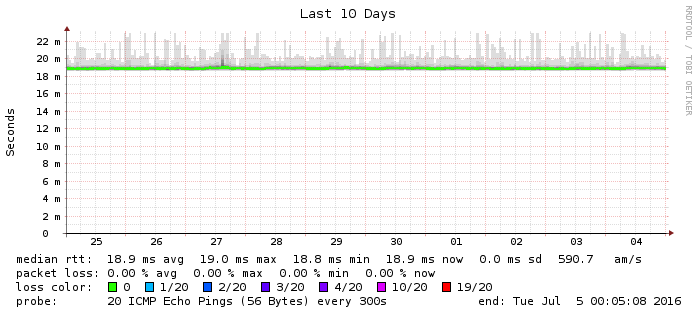 Last 10 Days
RRDTOOL / TOBI OETIKER
Seconds
22 m
20 m
18 m
16 m
14 m
12 m
10 m
8 m
6 m
4 m
2 m
0
25 26 27 28 29 30 01 02 03 04
median rtt: 18.9 ms avg 19.0 ms max 18.8 ms min 18.9 ms now 0.0 ms sd 590.7 am/s
packet loss: 0.00 % avg 0.00 % max 0.00 % min 0.00 % now
loss color: 0 1/20 2/20 3/20 4/20 10/20 19/20
probe: 20 ICMP Echo Pings (56 Bytes) every 300s end: Tue Jul 5 00:05:08 2016